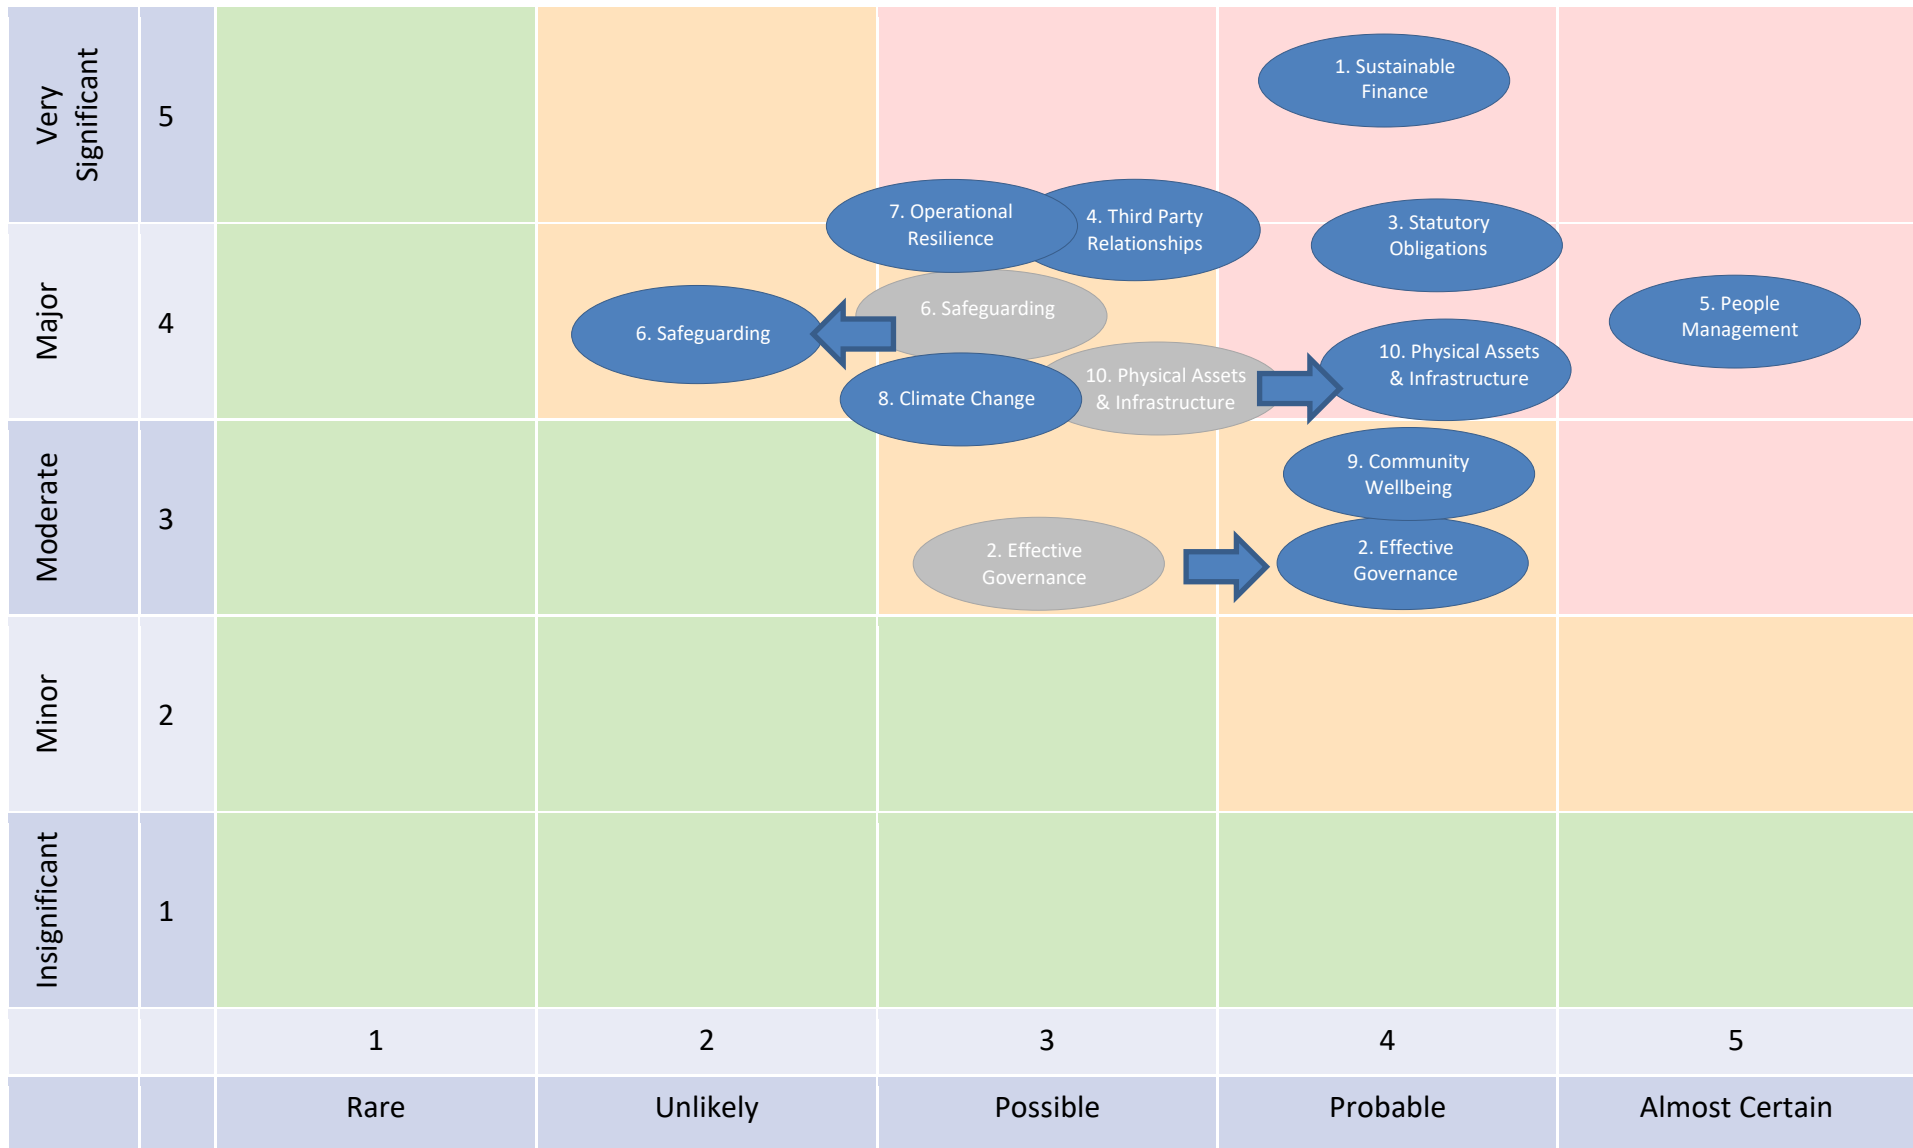 Very
Significant
5
1. Sustainable
Finance
7. Operational
Resilience
4. Third Party
Relationships
3. Statutory
Obligations
Major
4
6. Safeguarding
6. Safeguarding
5. People
Management
8. Climate Change
10. Physical Assets
& Infrastructure
10. Physical Assets
& Infrastructure
Moderate
3
9. Community
Wellbeing
2. Effective
Governance
2. Effective
Governance
Minor
2
Insignificant
1
1
2
3
4
5
Rare
Unlikely
Possible
Probable
Almost Certain